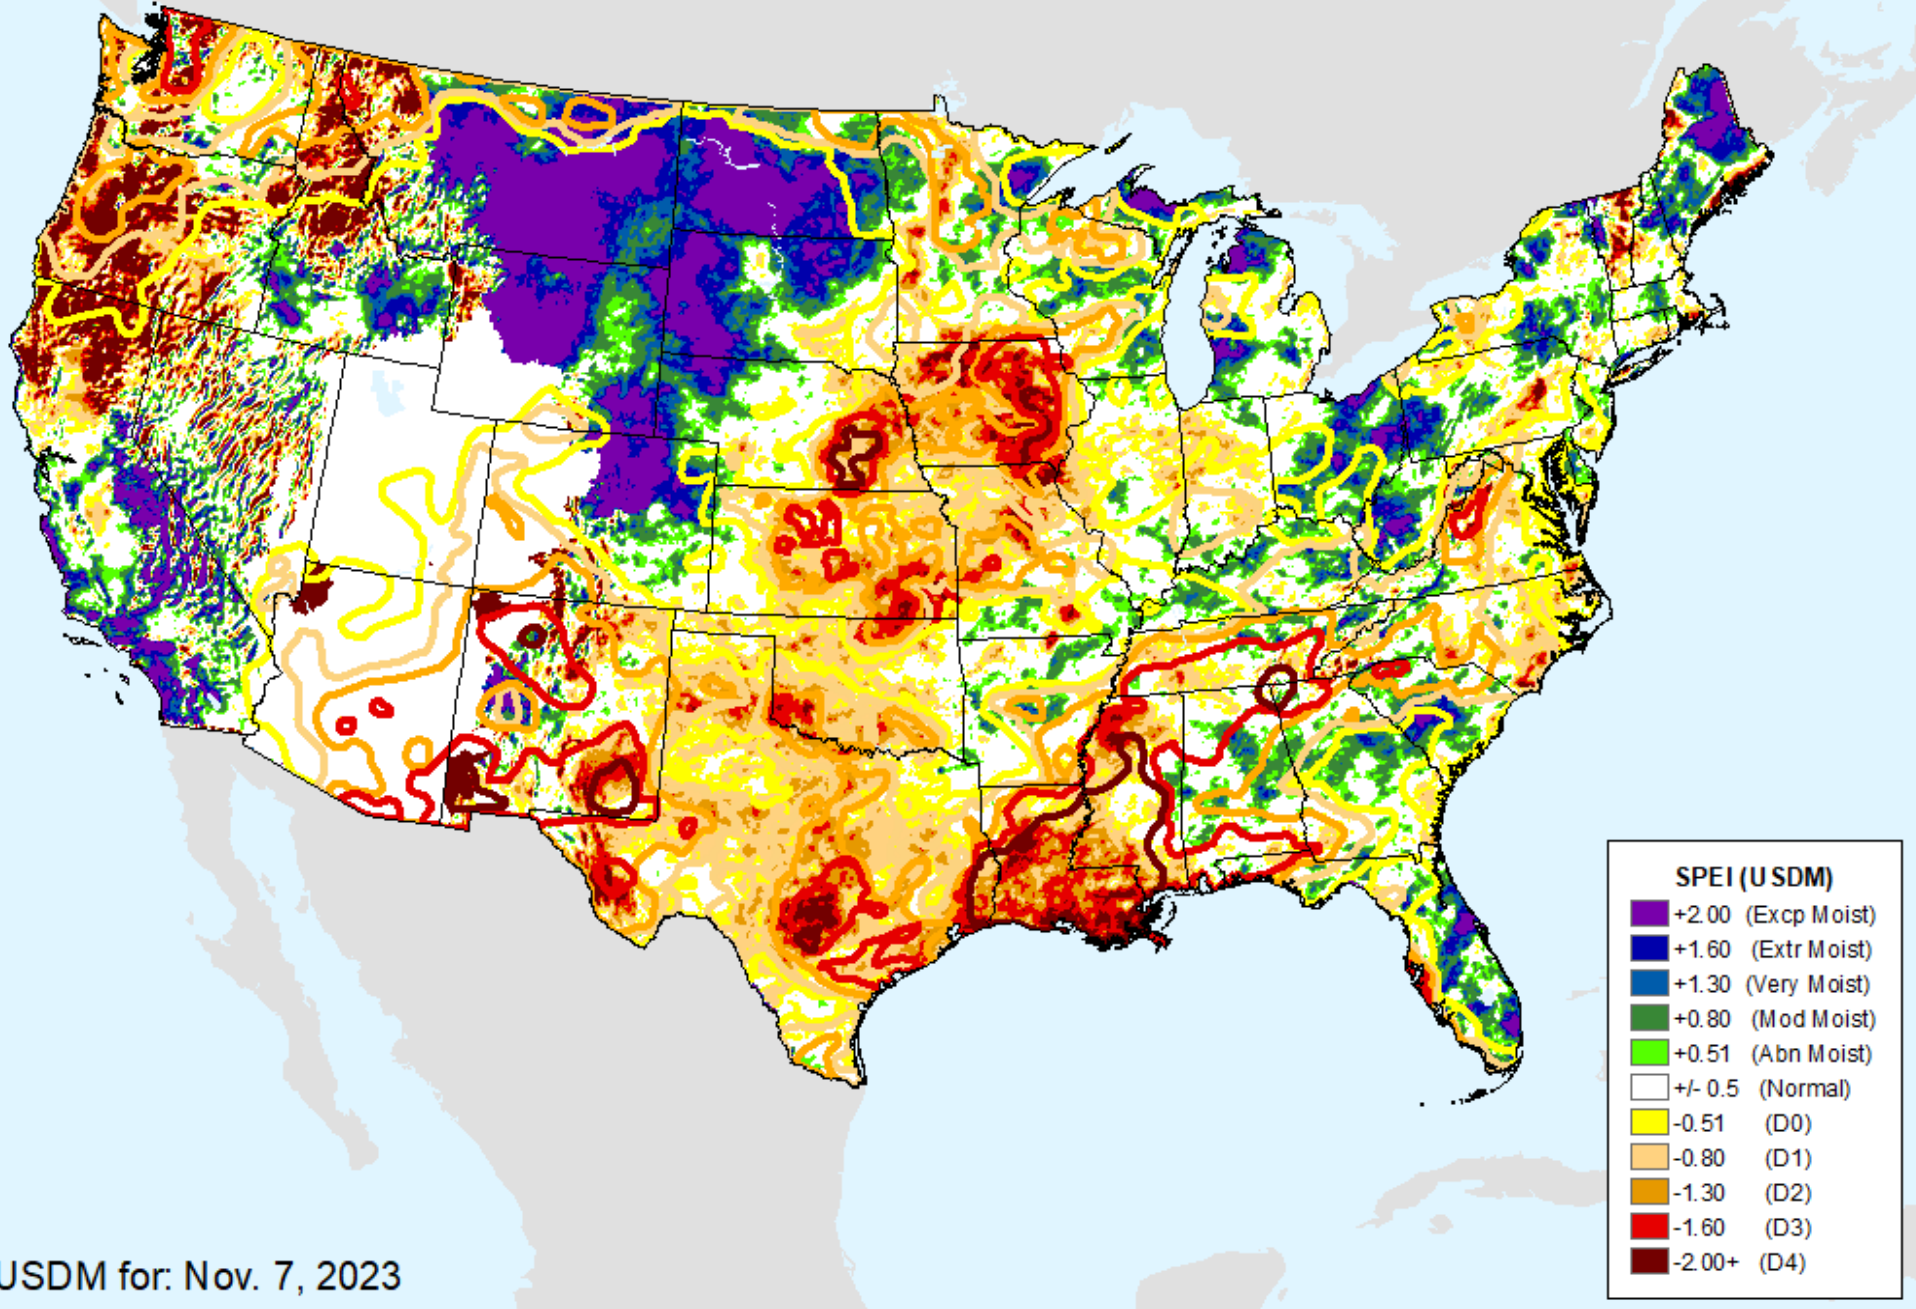 SPEI (USDM)
+2.00 (Excp Moist)
+1.60 (Extr Moist)
+1.30 (Very Moist)
+0.80 (Mod Moist)
+0.51 (Abn Moist)
+/- 0.5 (Normal)
-0.51 (D0)
-0.80 (D1)
-1.30 (D2)
-1.60 (D3)
-2.00+ (D4)
USDM for: Nov. 7, 2023